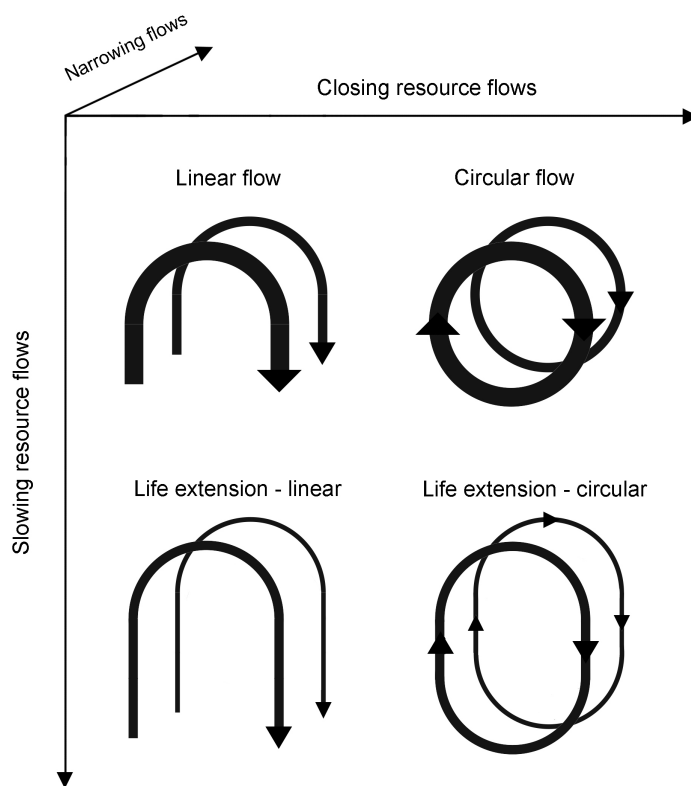 Narrowing flows
Closing resource flows
Linear flow
Circular flow
Slowing resource flows
Life extension - linear
Life extension - circular